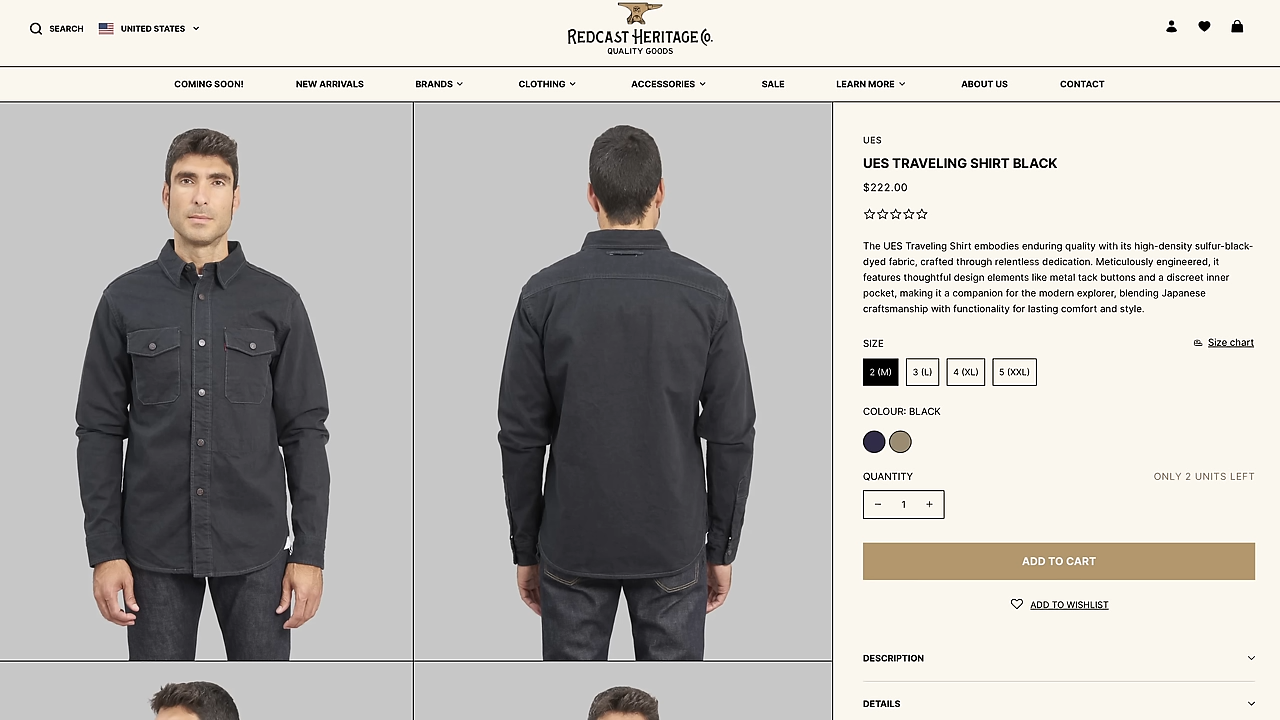 SEARCH
UNITED STATES
REDCAST HERITAGE CO.
QUALITY GOODS
COMING SOON!
NEW ARRIVALS
BRANDS
CLOTHING
ACCESSORIES
SALE
LEARN MORE
ABOUT US
CONTACT
UES
UES TRAVELING SHIRT BLACK
$222.00
The UES Traveling Shirt embodies enduring quality with its high-density sulfur-black-
dyed fabric, crafted through relentless dedication. Meticulously engineered, it
features thoughtful design elements like metal tack buttons and a discreet inner
pocket, making it a companion for the modern explorer, blending Japanese
craftsmanship with functionality for lasting comfort and style.
SIZE
Size chart
2 (M)
3 (L)
4 (XL)
5 (XXL)
COLOUR: BLACK
QUANTITY
ONLY 2 UNITS LEFT
− 1 +
ADD TO CART
ADD TO WISHLIST
DESCRIPTION
DETAILS